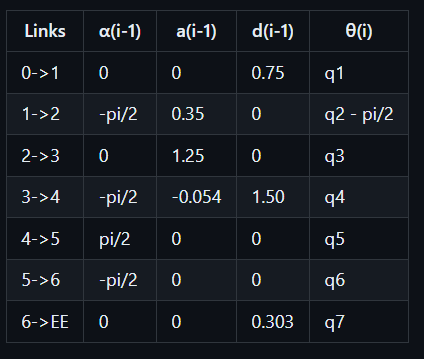 Links α(i-1) a(i-1) d(i-1) θ(i)
0->1 0 0 0.75 q1
1->2 -pi/2 0.35 0 q2 - pi/2
2->3 0 1.25 0 q3
3->4 -pi/2 -0.054 1.50 q4
4->5 pi/2 0 0 q5
5->6 -pi/2 0 0 q6
6->EE 0 0 0.303 q7